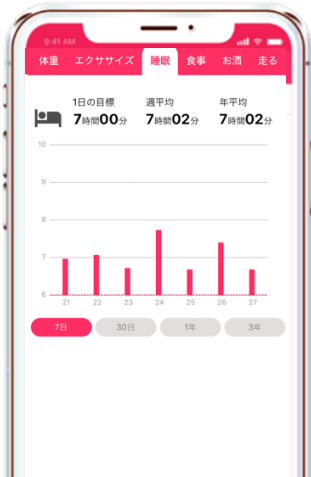 9:41 AM
体重 エクササイズ 睡眠 食事 お酒 走る
1日の目標 週平均 年平均
7時間00分 7時間02分 7時間02分
10
9
8
7
6
21 22 23 24 25 26 27
7日 30日 1年 3年